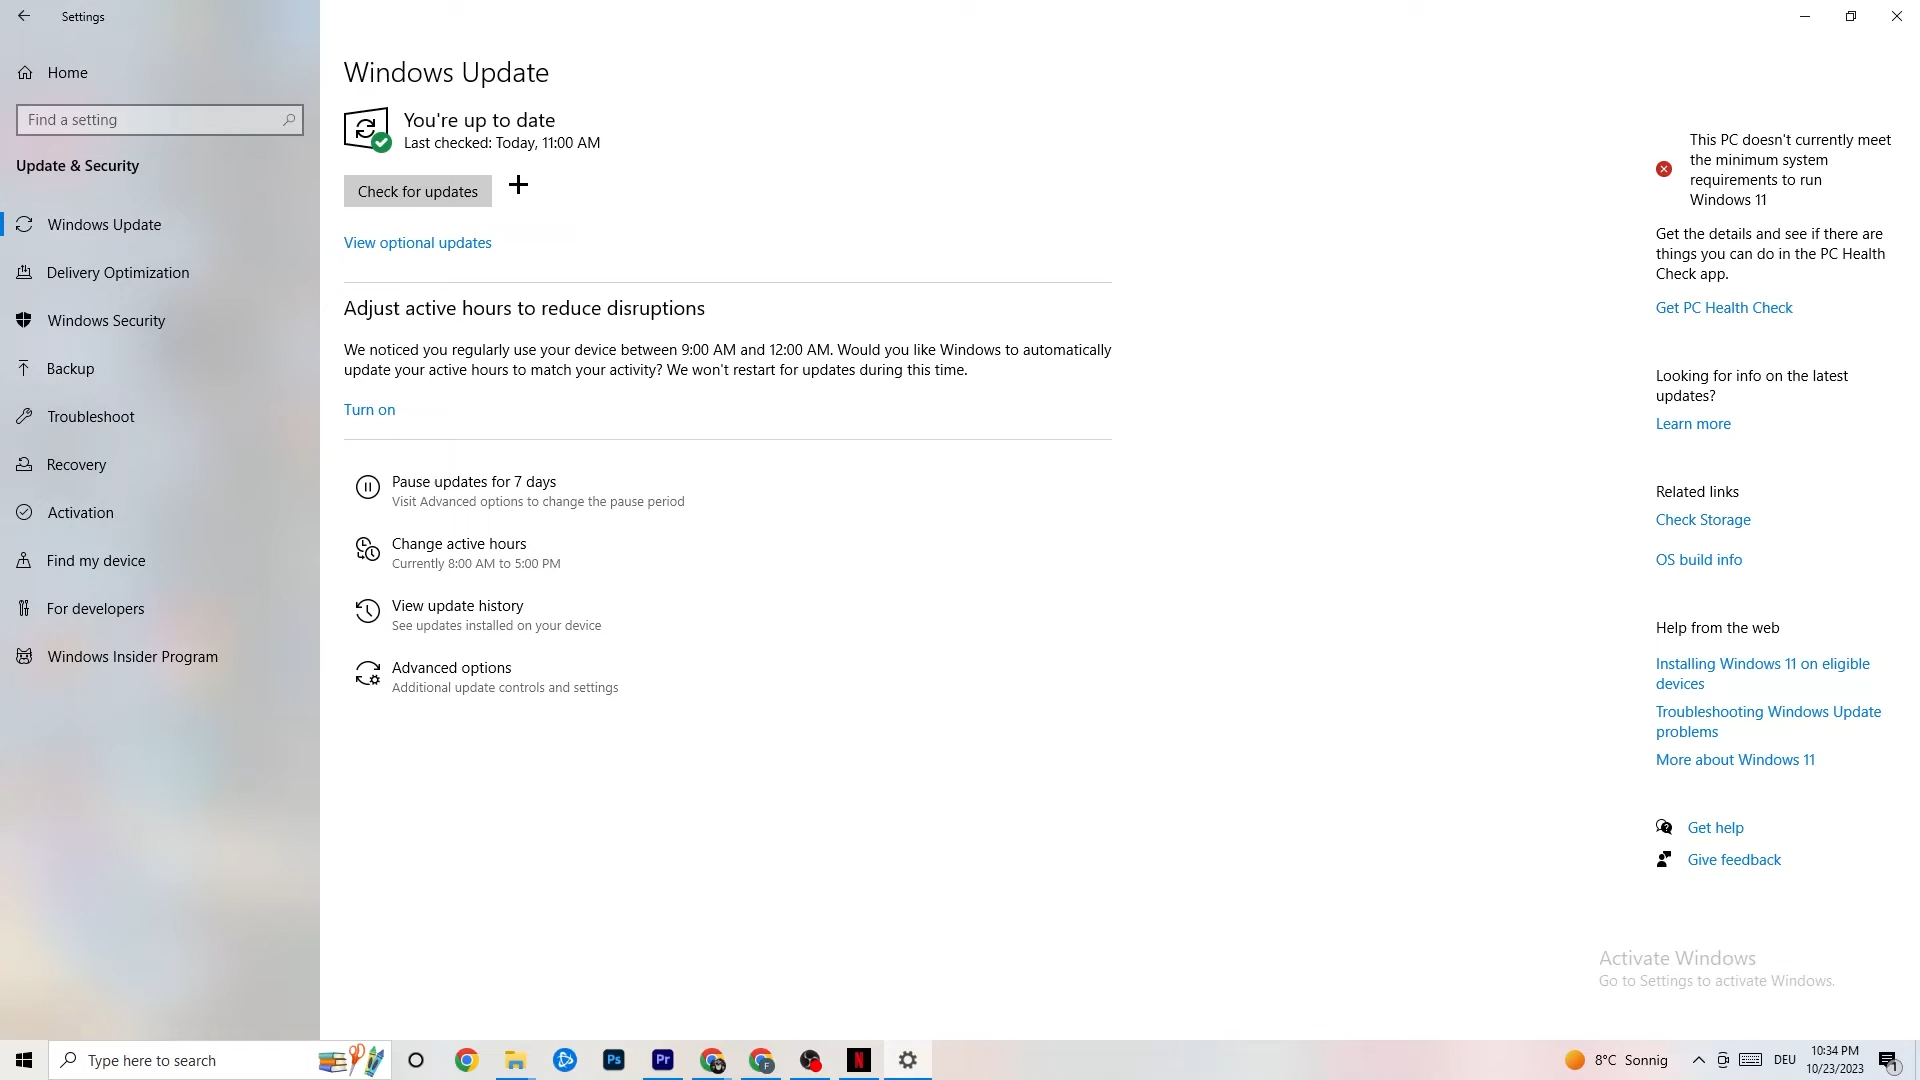 Settings
Home
Find a setting
Update & Security
Windows Update
Delivery Optimization
Windows Security
Backup
Troubleshoot
Recovery
Activation
Find my device
For developers
Windows Insider Program
Windows Update
You're up to date
Last checked: Today, 11:00 AM
Check for updates
View optional updates
Adjust active hours to reduce disruptions
We noticed you regularly use your device between 9:00 AM and 12:00 AM. Would you like Windows to automatically
update your active hours to match your activity? We won't restart for updates during this time.
Turn on
Pause updates for 7 days
Visit Advanced options to change the pause period
Change active hours
Currently 8:00 AM to 5:00 PM
View update history
See updates installed on your device
Advanced options
Additional update controls and settings
This PC doesn't currently meet
the minimum system
requirements to run
Windows 11
Get the details and see if there are
things you can do in the PC Health
Check app.
Get PC Health Check
Looking for info on the latest
updates?
Learn more
Related links
Check Storage
OS build info
Help from the web
Installing Windows 11 on eligible
devices
Troubleshooting Windows Update
problems
More about Windows 11
Get help
Give feedback
Activate Windows
Go to Settings to activate Windows.
Type here to search
Ps
Pr
F
N
8°C Sonnig
DEU
10:34 PM
10/23/2023
1